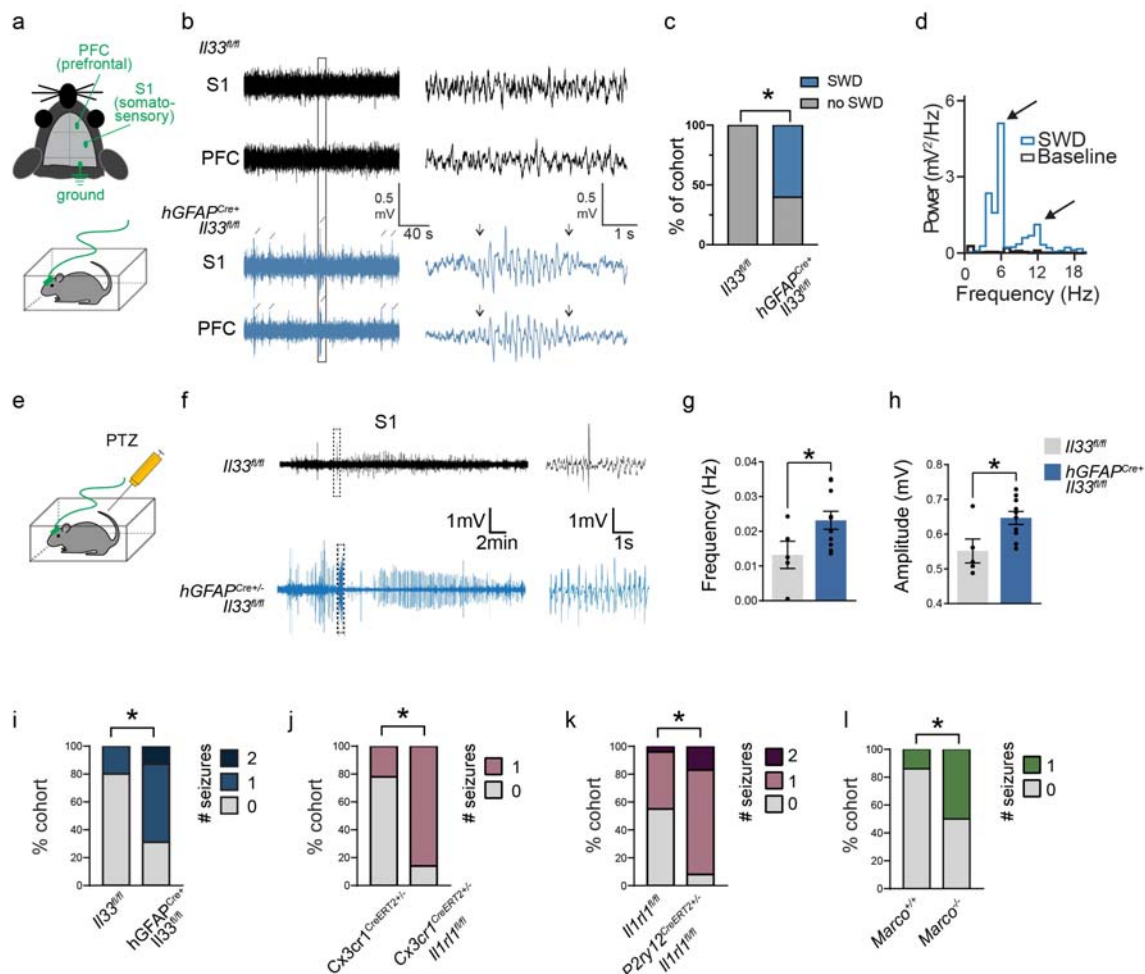 a
PFC
(prefrontal)
S1
(somato-
sensory)
ground
b
Il33fl/fl
S1
PFC
0.5
mV
40 s
0.5
mV
1 s
hGFAPCre+
Il33fl/fl
S1
PFC
c
SWD
no SWD
*
% of cohort
100
75
50
25
0
Il33fl/fl
hGFAPCre+
Il33fl/fl
d
Power (mV2/Hz)
6
3
0
SWD
Baseline
0 6 12 18
Frequency (Hz)
e
PTZ
f
S1
Il33fl/fl
1mV
2min
1mV
1s
hGFAPCre+/-
Il33fl/fl
g
Frequency (Hz)
0.04
0.03
0.02
0.01
0.00
*
h
Amplitude (mV)
0.8
0.7
0.6
0.5
0.4
*
Il33fl/fl
hGFAPCre+
Il33fl/fl
i
*
% cohort
100
80
60
40
20
0
# seizures
2
1
0
Il33fl/fl
hGFAPCre+
Il33fl/fl
j
*
% cohort
100
80
60
40
20
0
# seizures
1
0
Cx3cr1CreERT2+/-
Cx3cr1CreERT2+/-
Il1rl1fl/fl
k
*
% cohort
100
80
60
40
20
0
# seizures
2
1
0
Il1rl1fl/fl
P2ry12CreERT2+/-
Il1rl1fl/fl
l
*
% cohort
100
80
60
40
20
0
# seizures
1
0
Marco+/+
Marco-/-